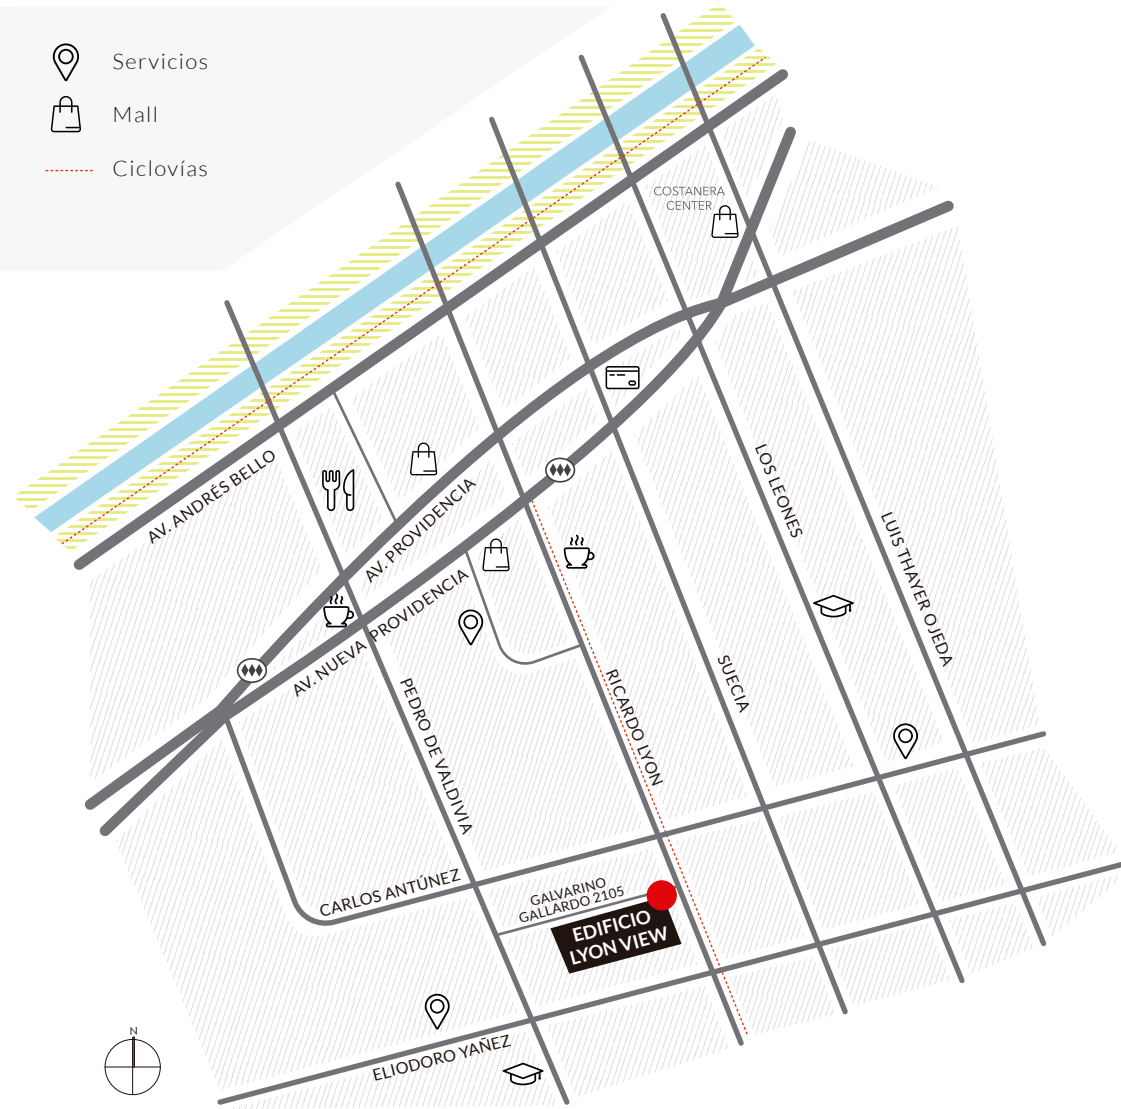 Servicios
Mall
Ciclovías
COSTANERA
CENTER
AV. ANDRÉS BELLO
AV. PROVIDENCIA
AV. NUEVA PROVIDENCIA
LOS LEONES
LUIS THAYER OJEDA
SUECIA
RICARDO LYON
PEDRO DE VALDIVIA
CARLOS ANTÚNEZ
GALVARINO
GALLARDO 2105
EDIFICIO
LYON VIEW
N
ELIODORO YAÑEZ